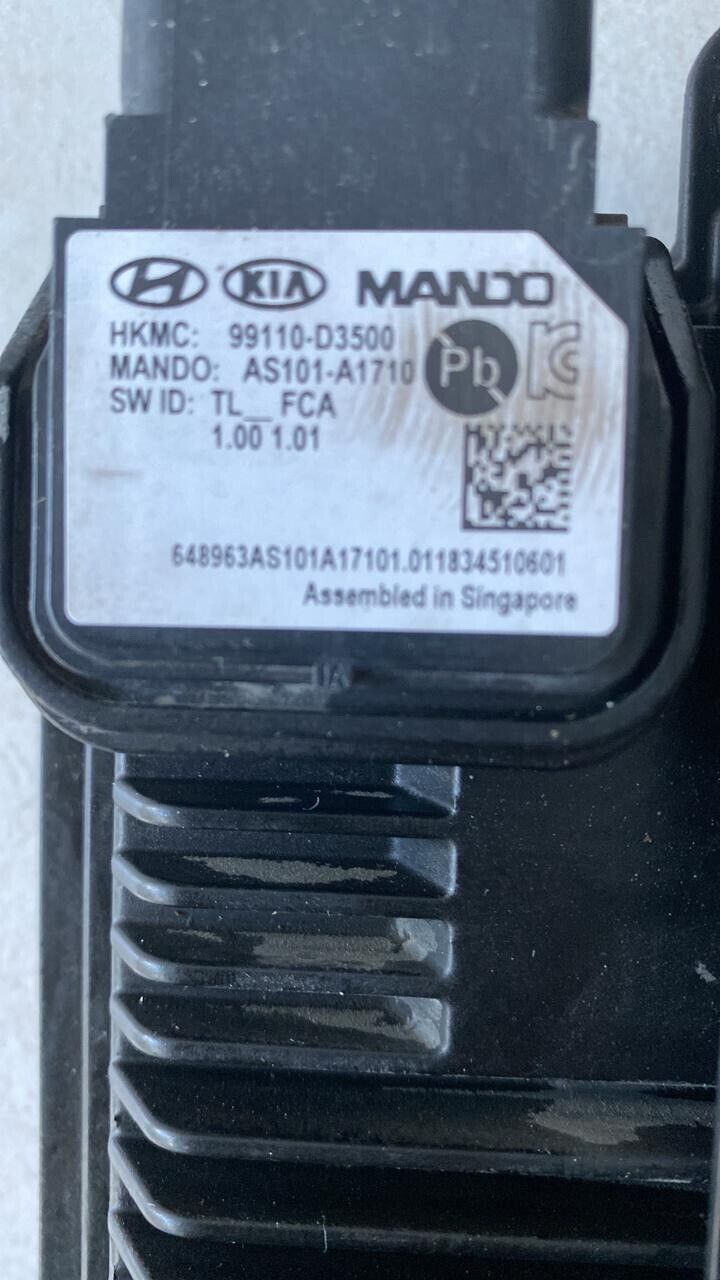 H KIA MANDO
HKMC: 99110-D3500
MANDO: AS101-A1710
Pb
SW ID: TL__FCA
1.00 1.01
648963AS101A17101.011834510601
Assembled in Singapore